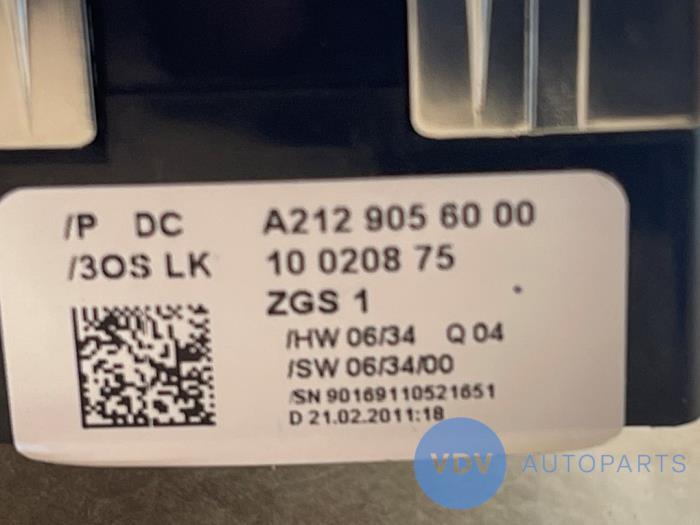 /P DC A212 905 60 00
/3OS LK 10 0208 75
ZGS 1
/HW 06/34 Q 04
/SW 06/34/00
/SN 90169110521651
D 21.02.2011:18
VDV AUTOPARTS